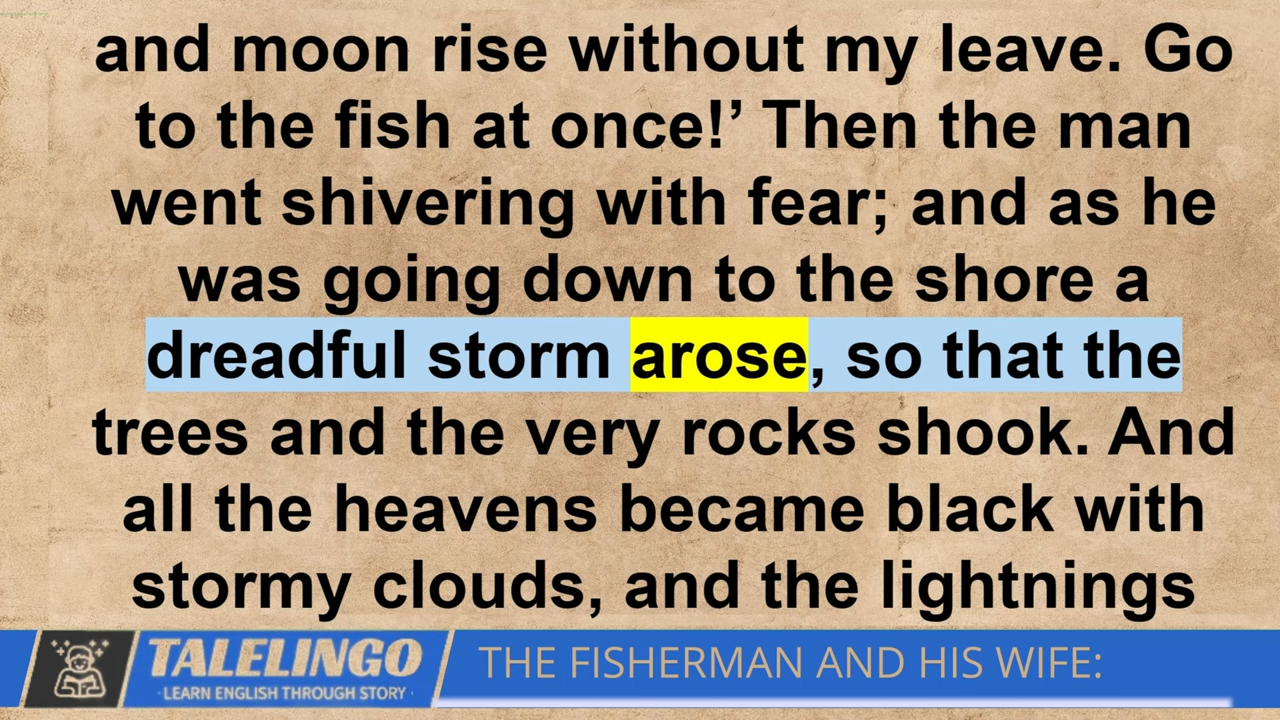 and moon rise without my leave. Go
to the fish at once!’ Then the man
went shivering with fear; and as he
was going down to the shore a
dreadful storm arose, so that the
trees and the very rocks shook. And
all the heavens became black with
stormy clouds, and the lightnings
TALELINGO
· LEARN ENGLISH THROUGH STORY ·
THE FISHERMAN AND HIS WIFE: